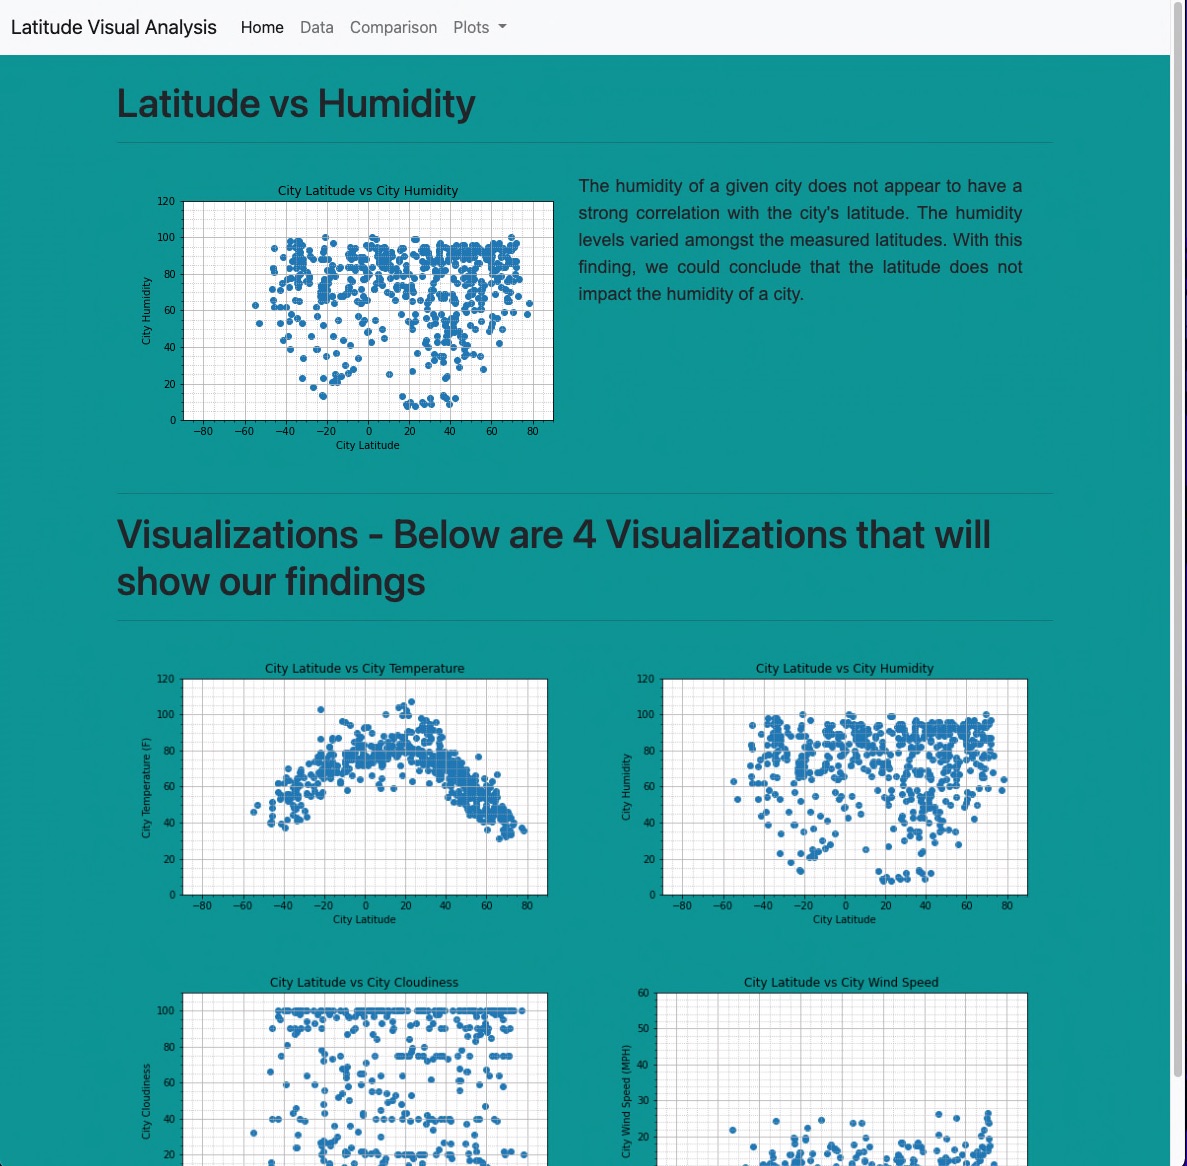 Latitude Visual Analysis Home Data Comparison Plots
Latitude vs Humidity
City Latitude vs City Humidity
120
100
80
60
40
20
0
City Humidity
−80 −60 −40 −20 0 20 40 60 80
City Latitude
The humidity of a given city does not appear to have a
strong correlation with the city's latitude. The humidity
levels varied amongst the measured latitudes. With this
finding, we could conclude that the latitude does not
impact the humidity of a city.
Visualizations - Below are 4 Visualizations that will
show our findings
City Latitude vs City Temperature
120
100
80
60
40
20
0
City Temperature (F)
−80 −60 −40 −20 0 20 40 60 80
City Latitude
City Latitude vs City Humidity
120
100
80
60
40
20
0
City Humidity
−80 −60 −40 −20 0 20 40 60 80
City Latitude
City Latitude vs City Cloudiness
100
80
60
40
20
City Cloudiness
City Latitude vs City Wind Speed
60
50
40
30
20
City Wind Speed (MPH)